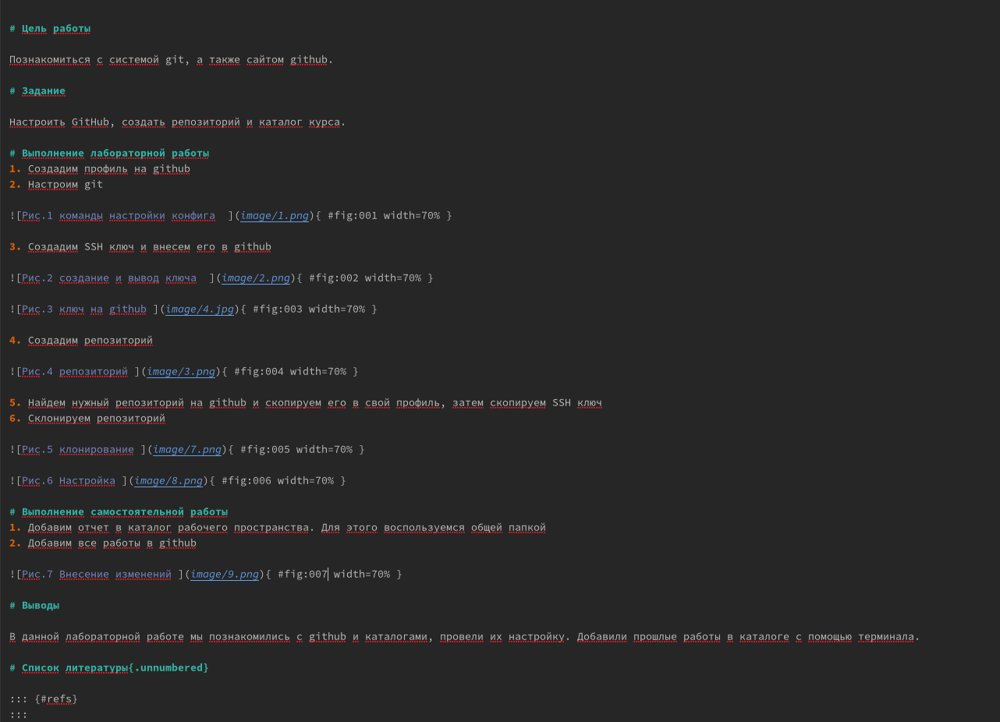 # Цель работы
Познакомиться с системой git, а также сайтом github.
# Задание
Настроить GitHub, создать репозиторий и каталог курса.
# Выполнение лабораторной работы
1. Создадим профиль на github
2. Настроим git
![Рис.1 команды настройки конфига  ](image/1.png){ #fig:001 width=70% }
3. Создадим SSH ключ и внесем его в github
![Рис.2 создание и вывод ключа  ](image/2.png){ #fig:002 width=70% }
![Рис.3 ключ на github ](image/4.jpg){ #fig:003 width=70% }
4. Создадим репозиторий
![Рис.4 репозиторий ](image/3.png){ #fig:004 width=70% }
5. Найдем нужный репозиторий на github и скопируем его в свой профиль, затем скопируем SSH ключ
6. Склонируем репозиторий
![Рис.5 клонирование ](image/7.png){ #fig:005 width=70% }
![Рис.6 Настройка ](image/8.png){ #fig:006 width=70% }
# Выполнение самостоятельной работы
1. Добавим отчет в каталог рабочего пространства. Для этого воспользуемся общей папкой
2. Добавим все работы в github
![Рис.7 Внесение изменений ](image/9.png){ #fig:007 width=70% }
# Выводы
В данной лабораторной работе мы познакомились с github и каталогами, провели их настройку. Добавили прошлые работы в каталоге с помощью терминала.
# Список литературы{.unnumbered}
::: {#refs}
:::